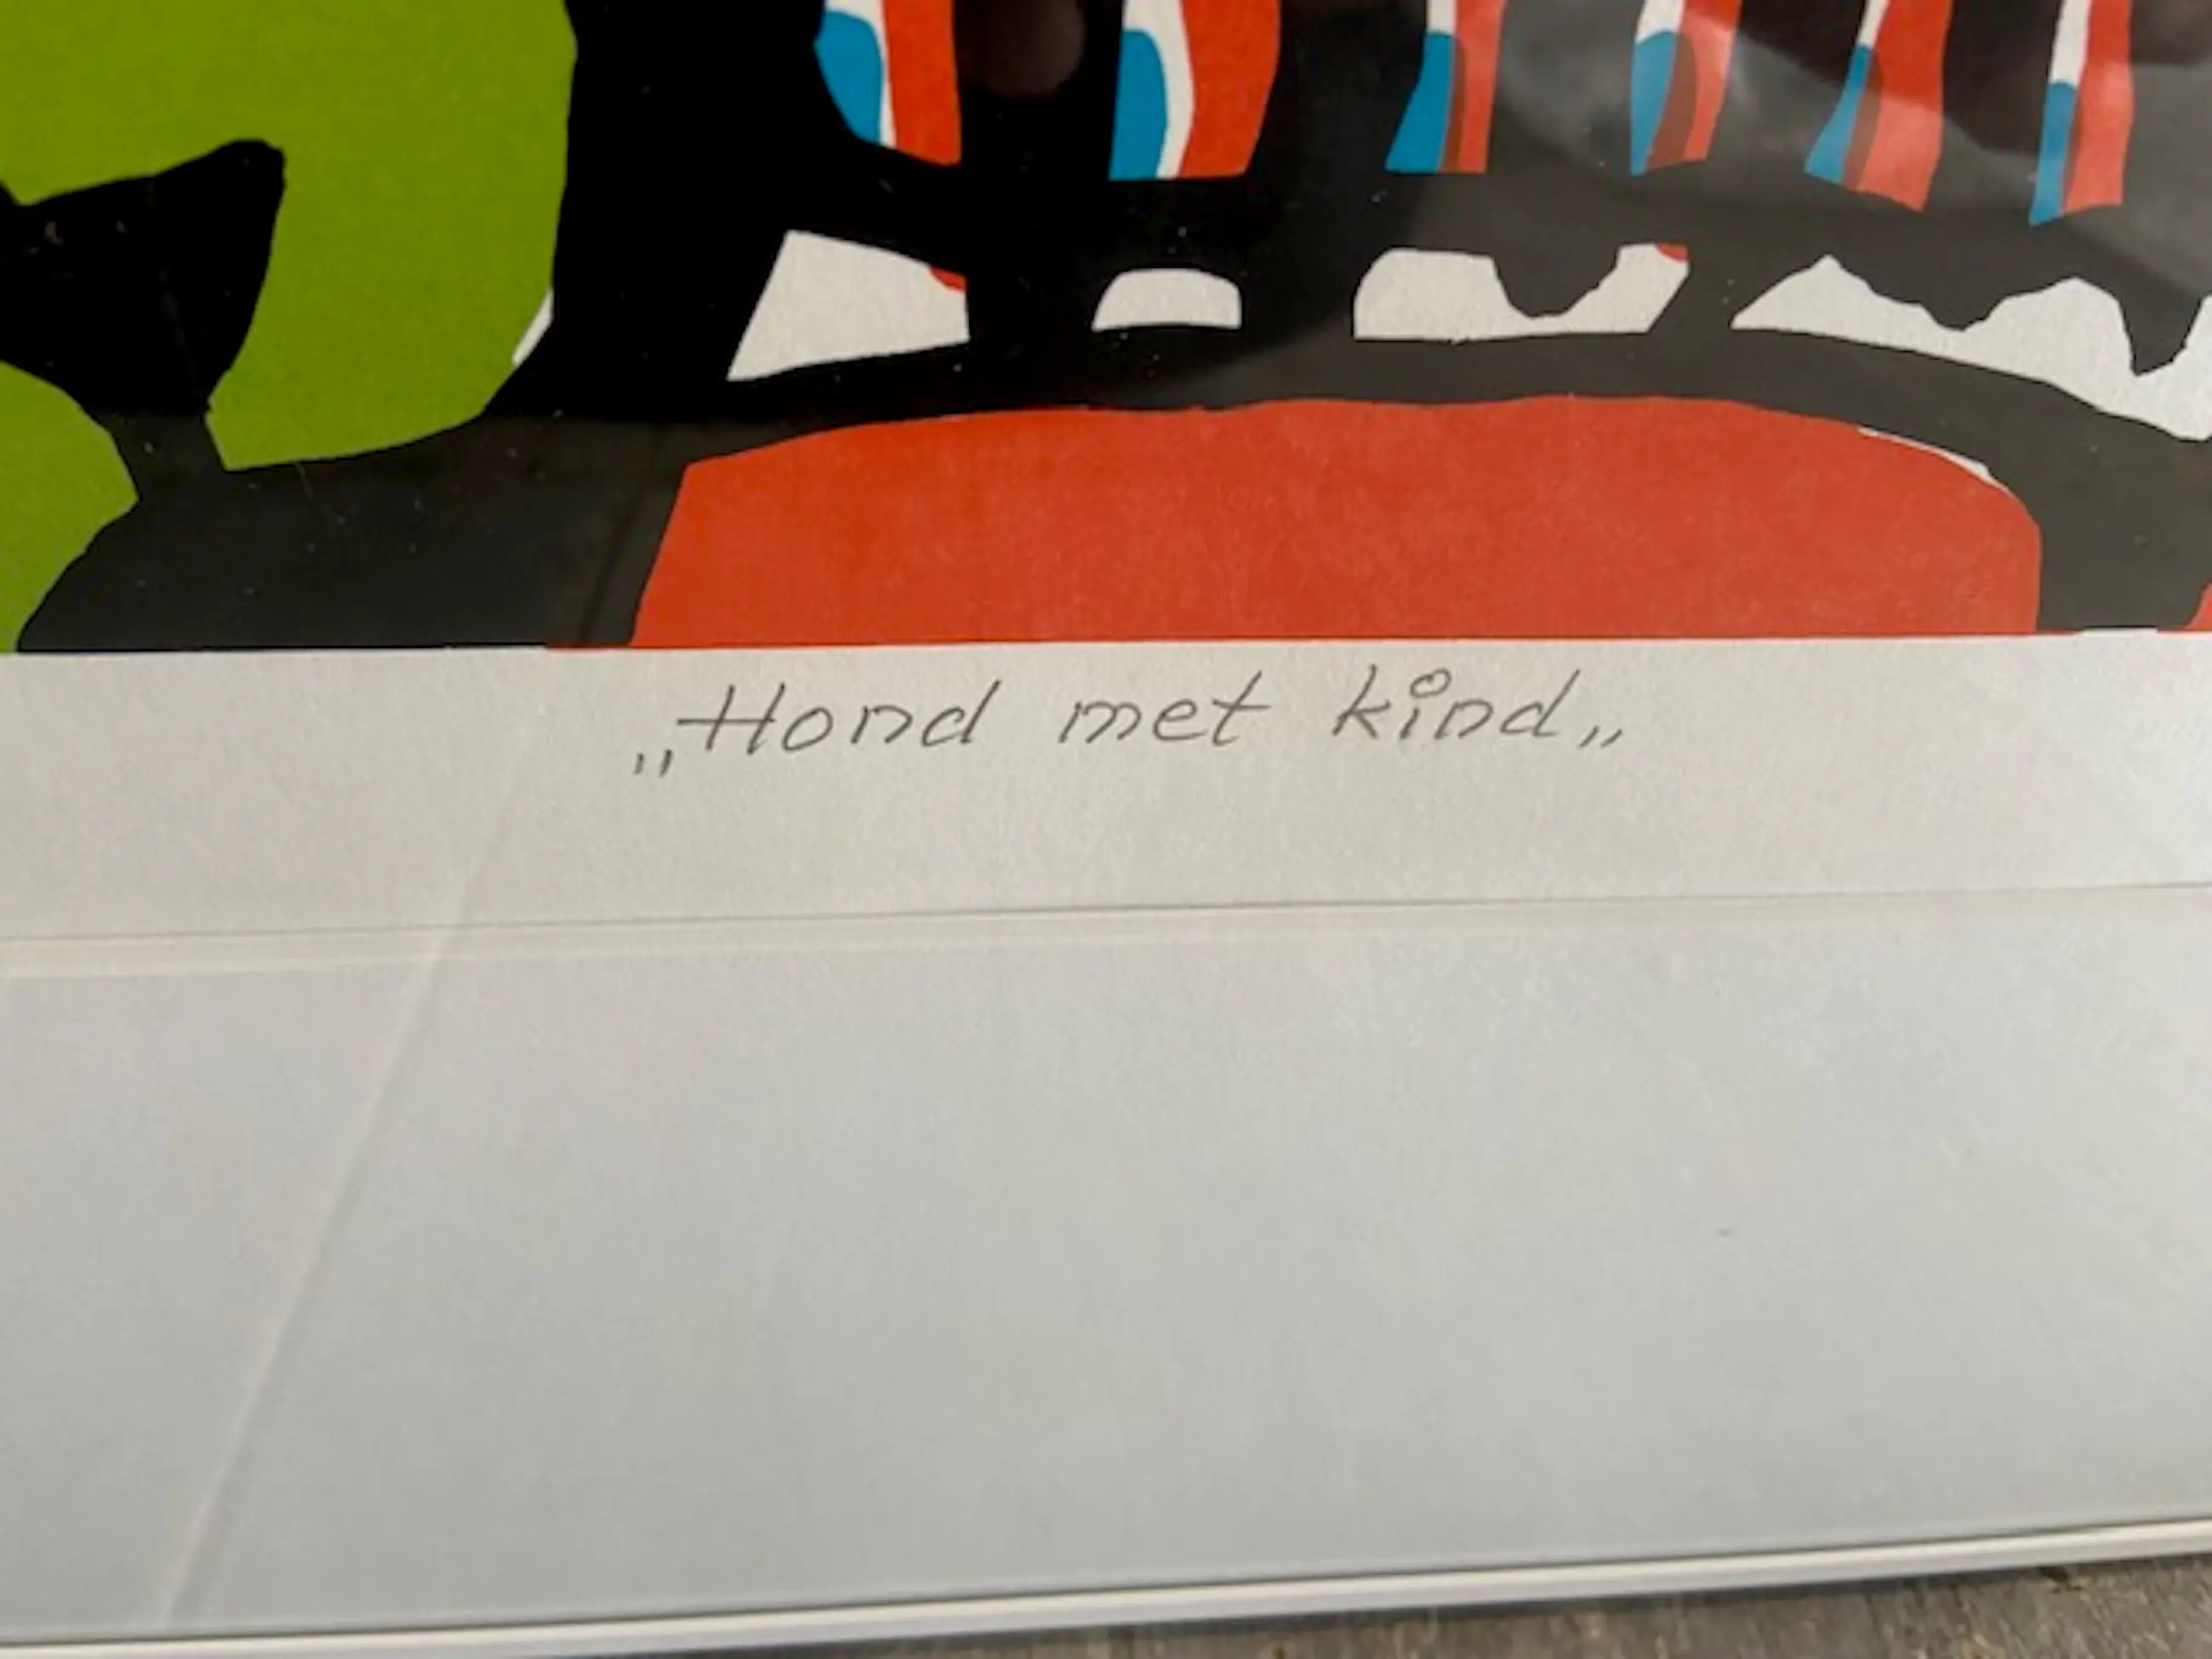 „Hond met kind„